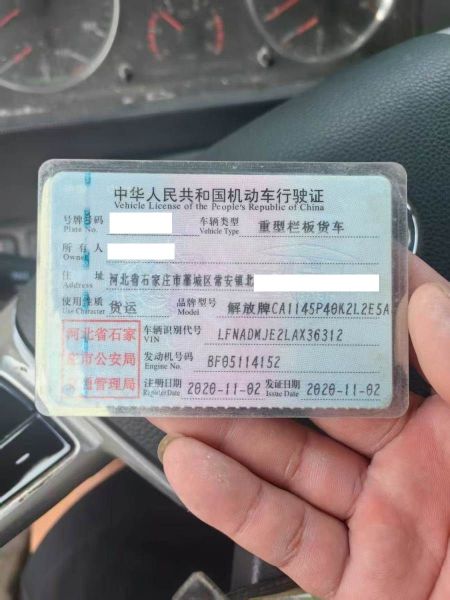 中华人民共和国机动车行驶证
Vehicle License of the People's Republic of China
号牌号码 车辆类型 重型栏板货车
Plate No. Vehicle Type
所有人
Owner
住 址 河北省石家庄市藁城区常安镇北
Address
使用性质 货运 品牌型号 解放牌CA1145P40K2L2E5A
Use Character Model
河北省石家 车辆识别代号 LFNADMJE2LAX36312
VIN
庄市公安局 发动机号码 BF05114152
Engine No.
交通管理局 注册日期 2020-11-02 发证日期 2020-11-02
Register Date Issue Date